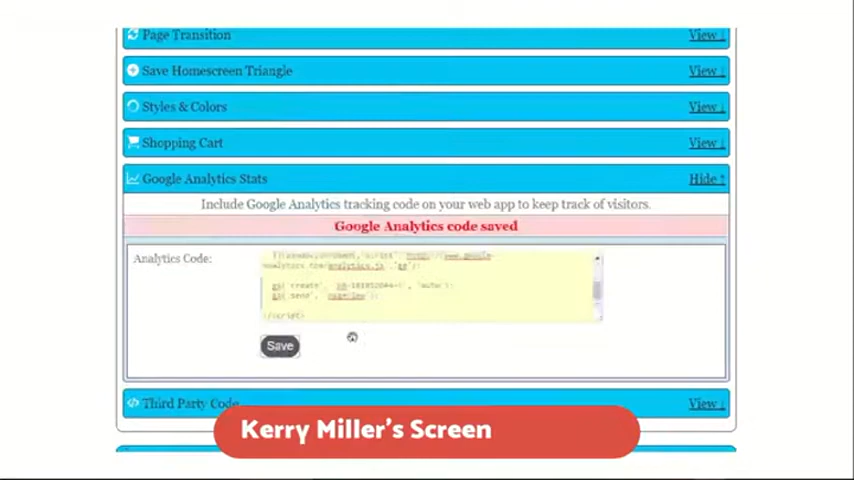 Page Transition View ↓
Save Homescreen Triangle View ↓
Styles & Colors View ↓
Shopping Cart View ↓
Google Analytics Stats Hide ↑
Include Google Analytics tracking code on your web app to keep track of visitors.
Google Analytics code saved
Analytics Code:
</script>
Save
Third Party Code View ↓
Kerry Miller's Screen